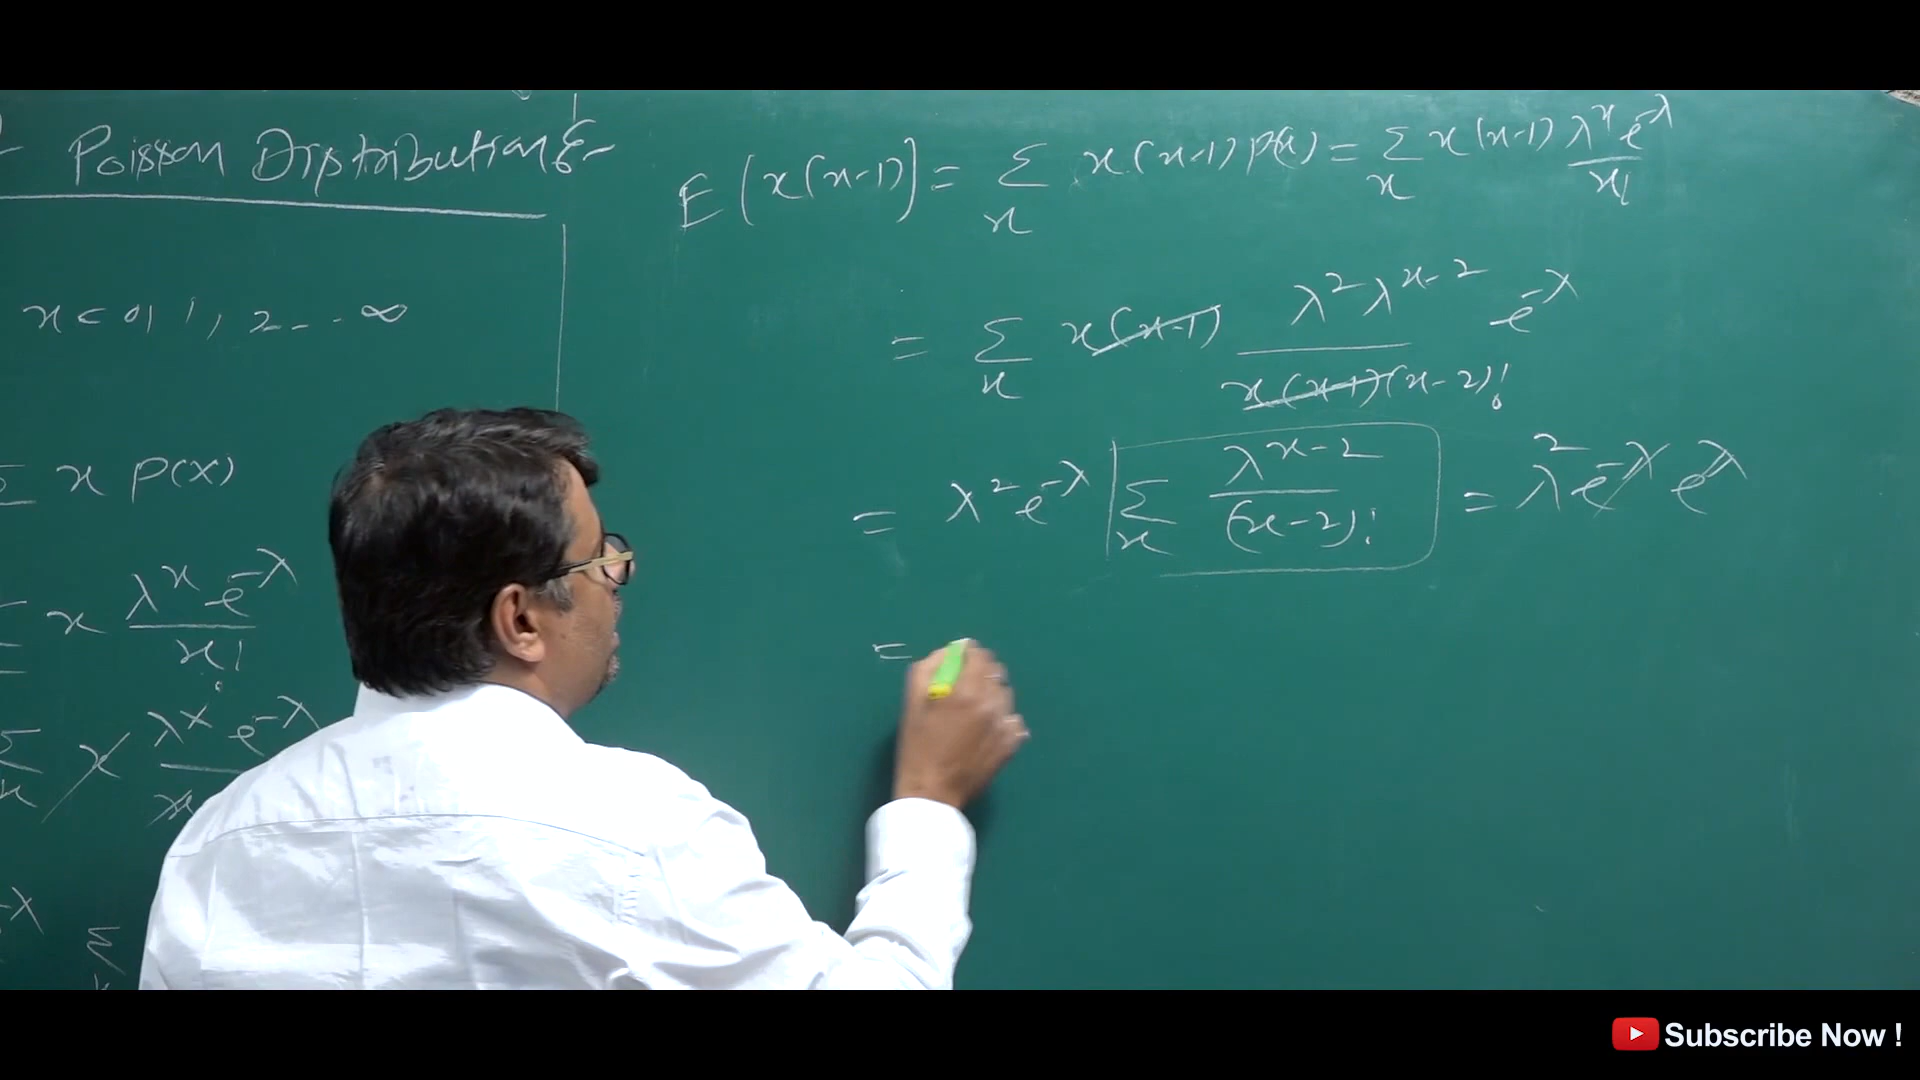 Poisson Distribution:-
x = 0, 1, 2 - - - ∞
Σ x P(X)
= Σ x λ^x e^-λ / x!
Σ x x λ^x e^-λ / x
-λ Σ
E(x(x-1)] = Σ x x(x-1) P(x) = Σ x x(x-1) λ^x e^-λ / x!
= Σ x x(x-1) λ^2 λ^x-2 / x(x-1)(x-2)! e^-λ
= λ^2 e^-λ Σ x λ^x-2 / (x-2)! = λ^2 e^-λ e^λ
=
Subscribe Now !